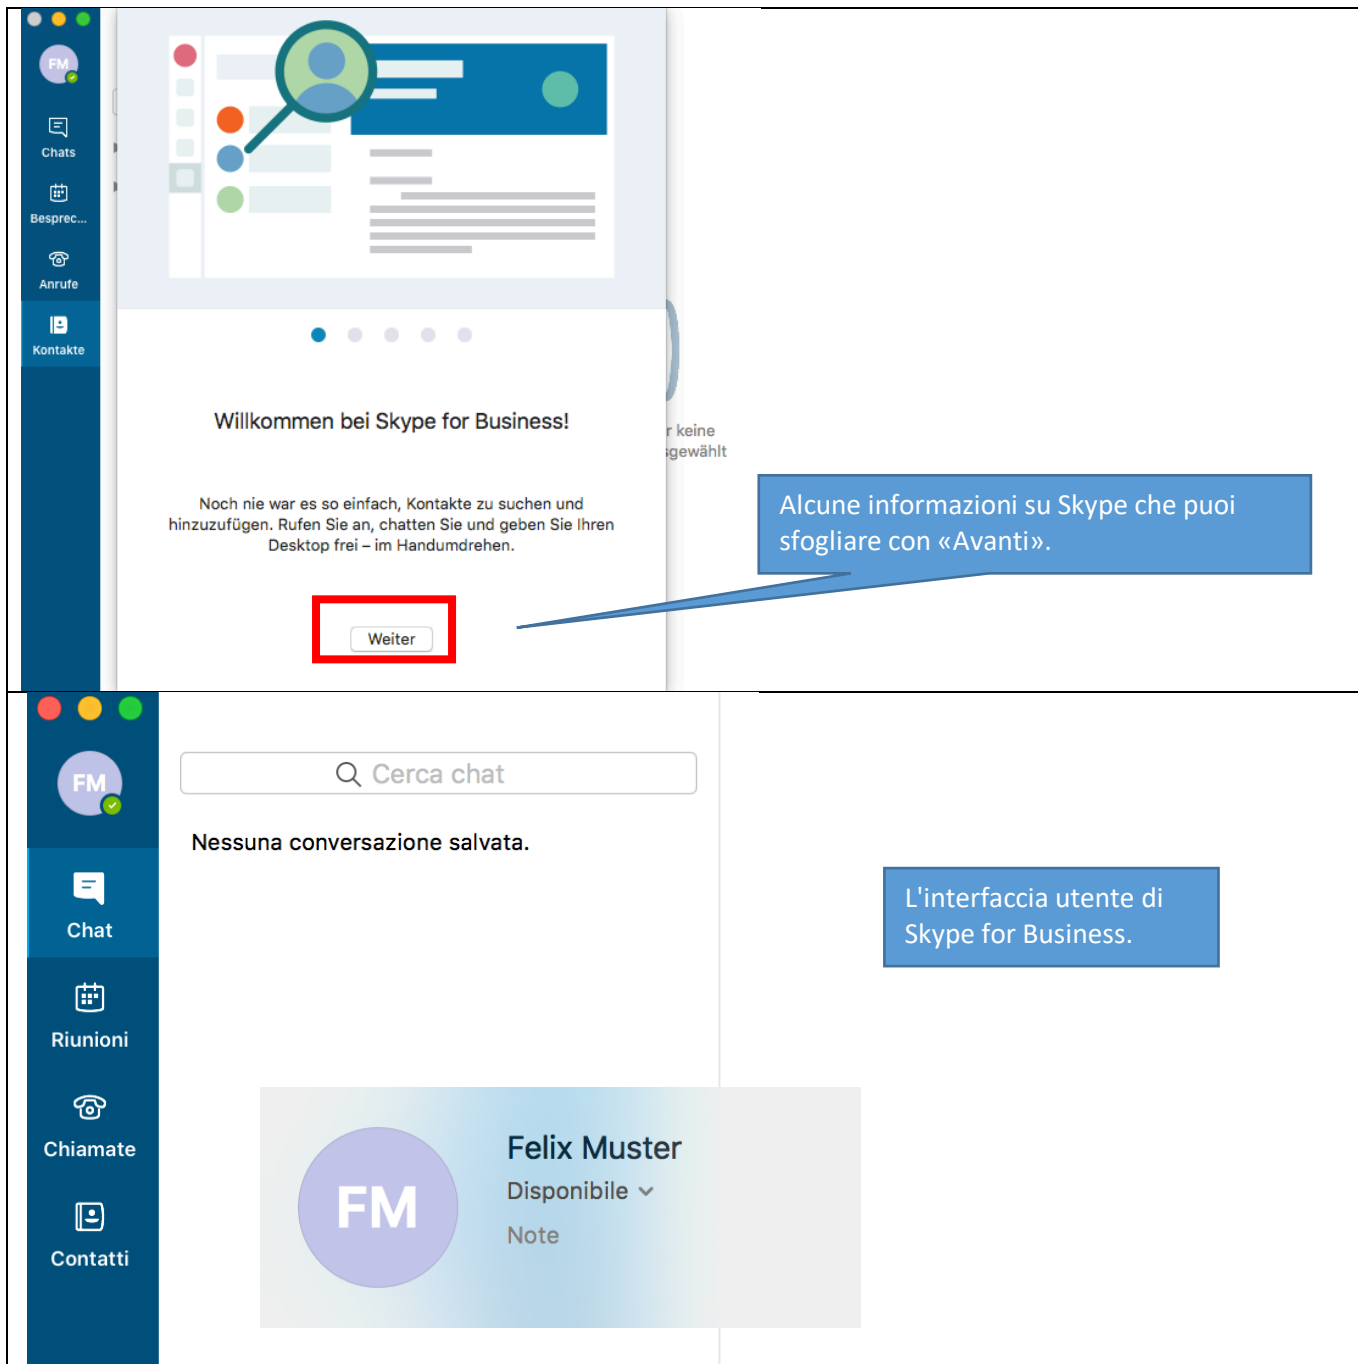 FM
Chats
Besprec...
Anrufe
Kontakte
Willkommen bei Skype for Business!
r keine
sgewählt
Noch nie war es so einfach, Kontakte zu suchen und
hinzuzufügen. Rufen Sie an, chatten Sie und geben Sie Ihren
Desktop frei – im Handumdrehen.
Weiter
Alcune informazioni su Skype che puoi
sfogliare con «Avanti».
FM
Cerca chat
Nessuna conversazione salvata.
Chat
Riunioni
Chiamate
Contatti
L'interfaccia utente di
Skype for Business.
FM
Felix Muster
Disponibile
Note